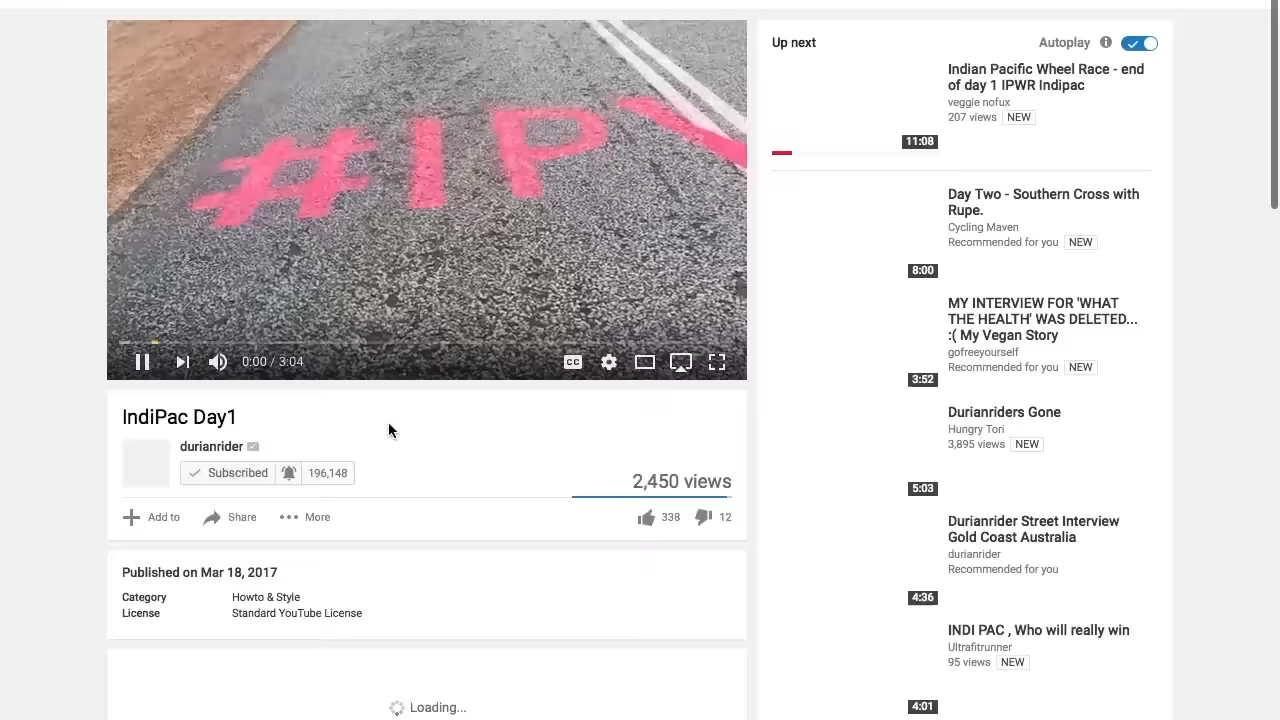 #IPW
0:00 / 3:04
CC
IndiPac Day1
durianrider
Subscribed
196,148
2,450 views
Add to
Share
More
338
12
Published on Mar 18, 2017
Category
Howto & Style
License
Standard YouTube License
Loading...
Up next
Autoplay
Indian Pacific Wheel Race - end
of day 1 IPWR Indipac
veggie nofux
207 views NEW
11:08
Day Two - Southern Cross with
Rupe.
Cycling Maven
Recommended for you NEW
8:00
MY INTERVIEW FOR 'WHAT
THE HEALTH' WAS DELETED...
:( My Vegan Story
gofreeyourself
Recommended for you NEW
3:52
Durianriders Gone
Hungry Tori
3,895 views NEW
5:03
Durianrider Street Interview
Gold Coast Australia
durianrider
Recommended for you
4:36
INDI PAC , Who will really win
Ultrafitrunner
95 views NEW
4:01